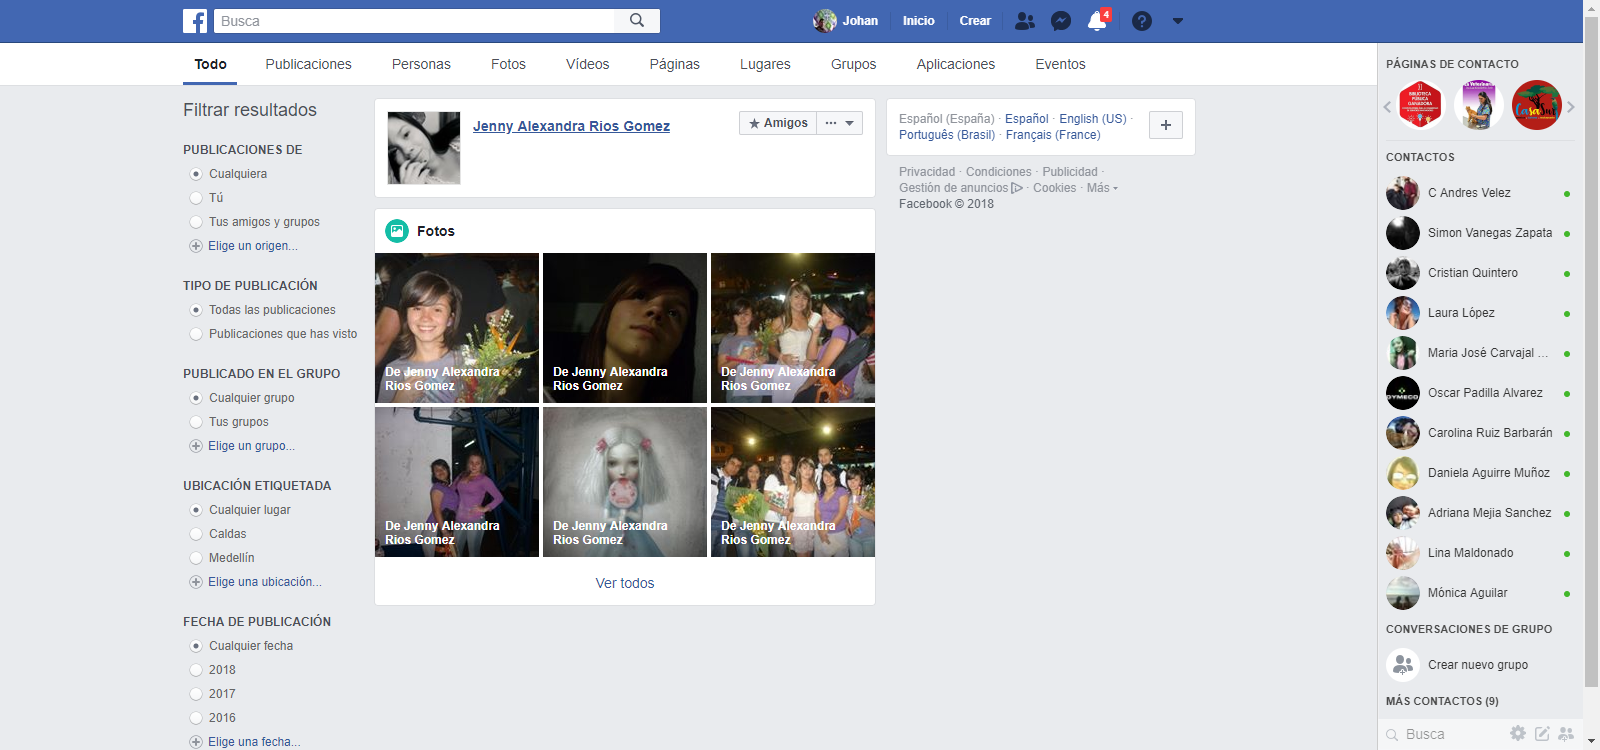 Busca
Johan
Inicio
Crear
4
Todo
Publicaciones
Personas
Fotos
Vídeos
Páginas
Lugares
Grupos
Aplicaciones
Eventos
Filtrar resultados
PUBLICACIONES DE
Cualquiera
Tú
Tus amigos y grupos
Elige un origen...
TIPO DE PUBLICACIÓN
Todas las publicaciones
Publicaciones que has visto
PUBLICADO EN EL GRUPO
Cualquier grupo
Tus grupos
Elige un grupo...
UBICACIÓN ETIQUETADA
Cualquier lugar
Caldas
Medellín
Elige una ubicación...
FECHA DE PUBLICACIÓN
Cualquier fecha
2018
2017
2016
Elige una fecha...
Jenny Alexandra Rios Gomez
Amigos
Fotos
De Jenny Alexandra
Rios Gomez
De Jenny Alexandra
Rios Gomez
De Jenny Alexandra
Rios Gomez
De Jenny Alexandra
Rios Gomez
De Jenny Alexandra
Rios Gomez
De Jenny Alexandra
Rios Gomez
Ver todos
Español (España) · Español · English (US) ·
Português (Brasil) · Français (France)
Privacidad · Condiciones · Publicidad ·
Gestión de anuncios · Cookies · Más
Facebook © 2018
PÁGINAS DE CONTACTO
BIBLIOTECA
PÚBLICA
GANADORA
CasaSur
CONTACTOS
C Andres Velez
Simon Vanegas Zapata
Cristian Quintero
Laura López
Maria José Carvajal ...
Oscar Padilla Alvarez
Carolina Ruiz Barbarán
Daniela Aguirre Muñoz
Adriana Mejia Sanchez
Lina Maldonado
Mónica Aguilar
CONVERSACIONES DE GRUPO
Crear nuevo grupo
MÁS CONTACTOS (9)
Busca